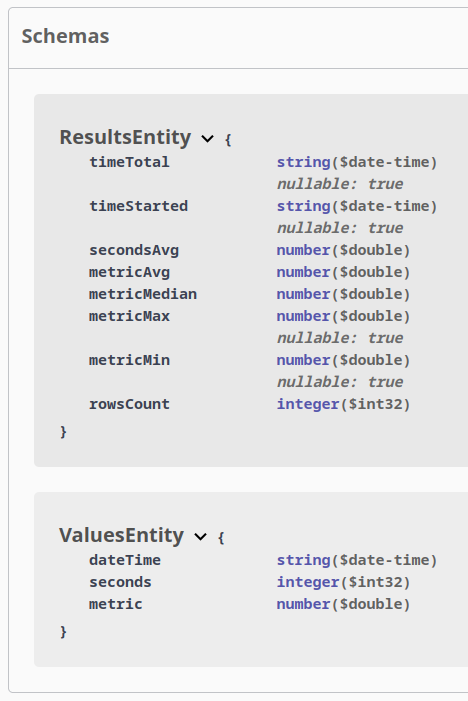 Schemas
ResultsEntity {
timeTotal string($date-time)
nullable: true
timeStarted string($date-time)
nullable: true
secondsAvg number($double)
metricAvg number($double)
metricMedian number($double)
metricMax number($double)
nullable: true
metricMin number($double)
nullable: true
rowsCount integer($int32)
}
ValuesEntity {
dateTime string($date-time)
seconds integer($int32)
metric number($double)
}